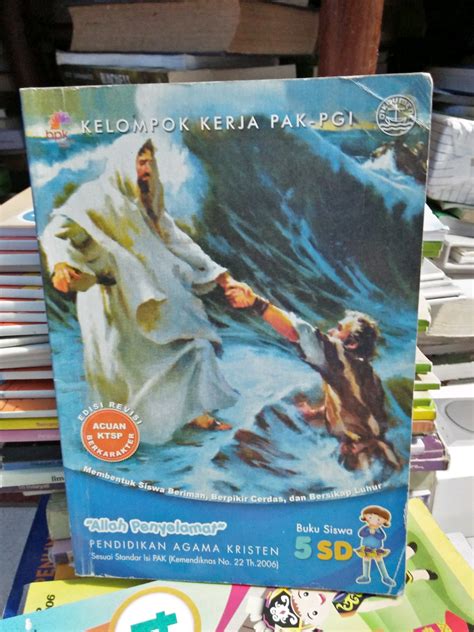 bpk
KELOMPOK KERJA PAK-PGI
EDISI REVISI
ACUAN
KTSP
BERKARAKTER
Membentuk Siswa Beriman, Berpikir Cerdas, dan Bersikap Luhur
"Allah Penyelamat"
PENDIDIKAN AGAMA KRISTEN
Sesuai Standar Isi PAK (Kemendiknas No. 22 Th.2006)
Buku Siswa
5 SD